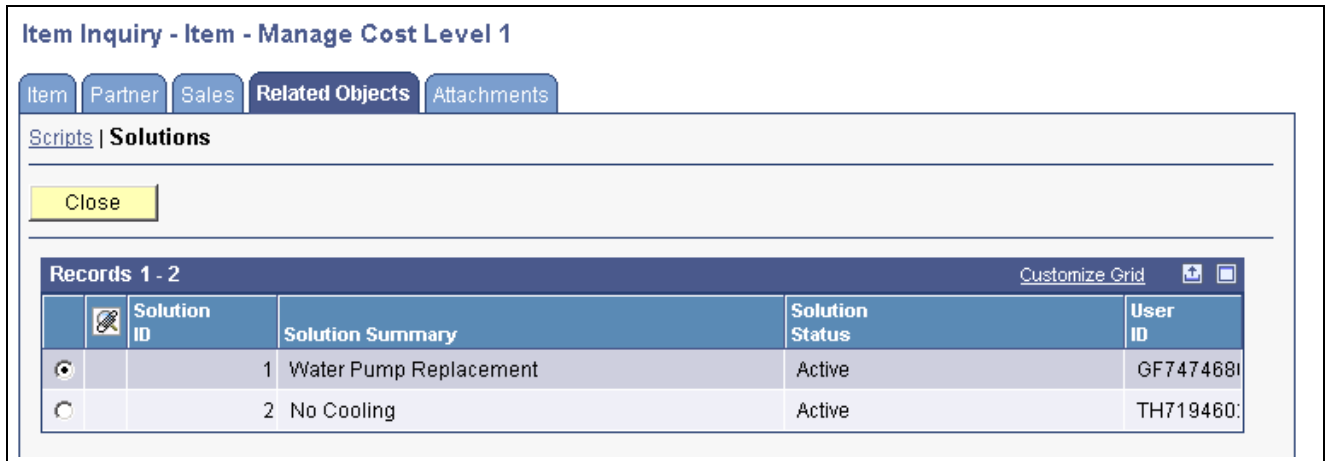 Item Inquiry - Item - Manage Cost Level 1
Item Partner Sales Related Objects Attachments
Scripts | Solutions
Close
Records 1 - 2 Customize Grid
Solution ID Solution Summary Solution Status User ID
1 Water Pump Replacement Active
2 No Cooling Active